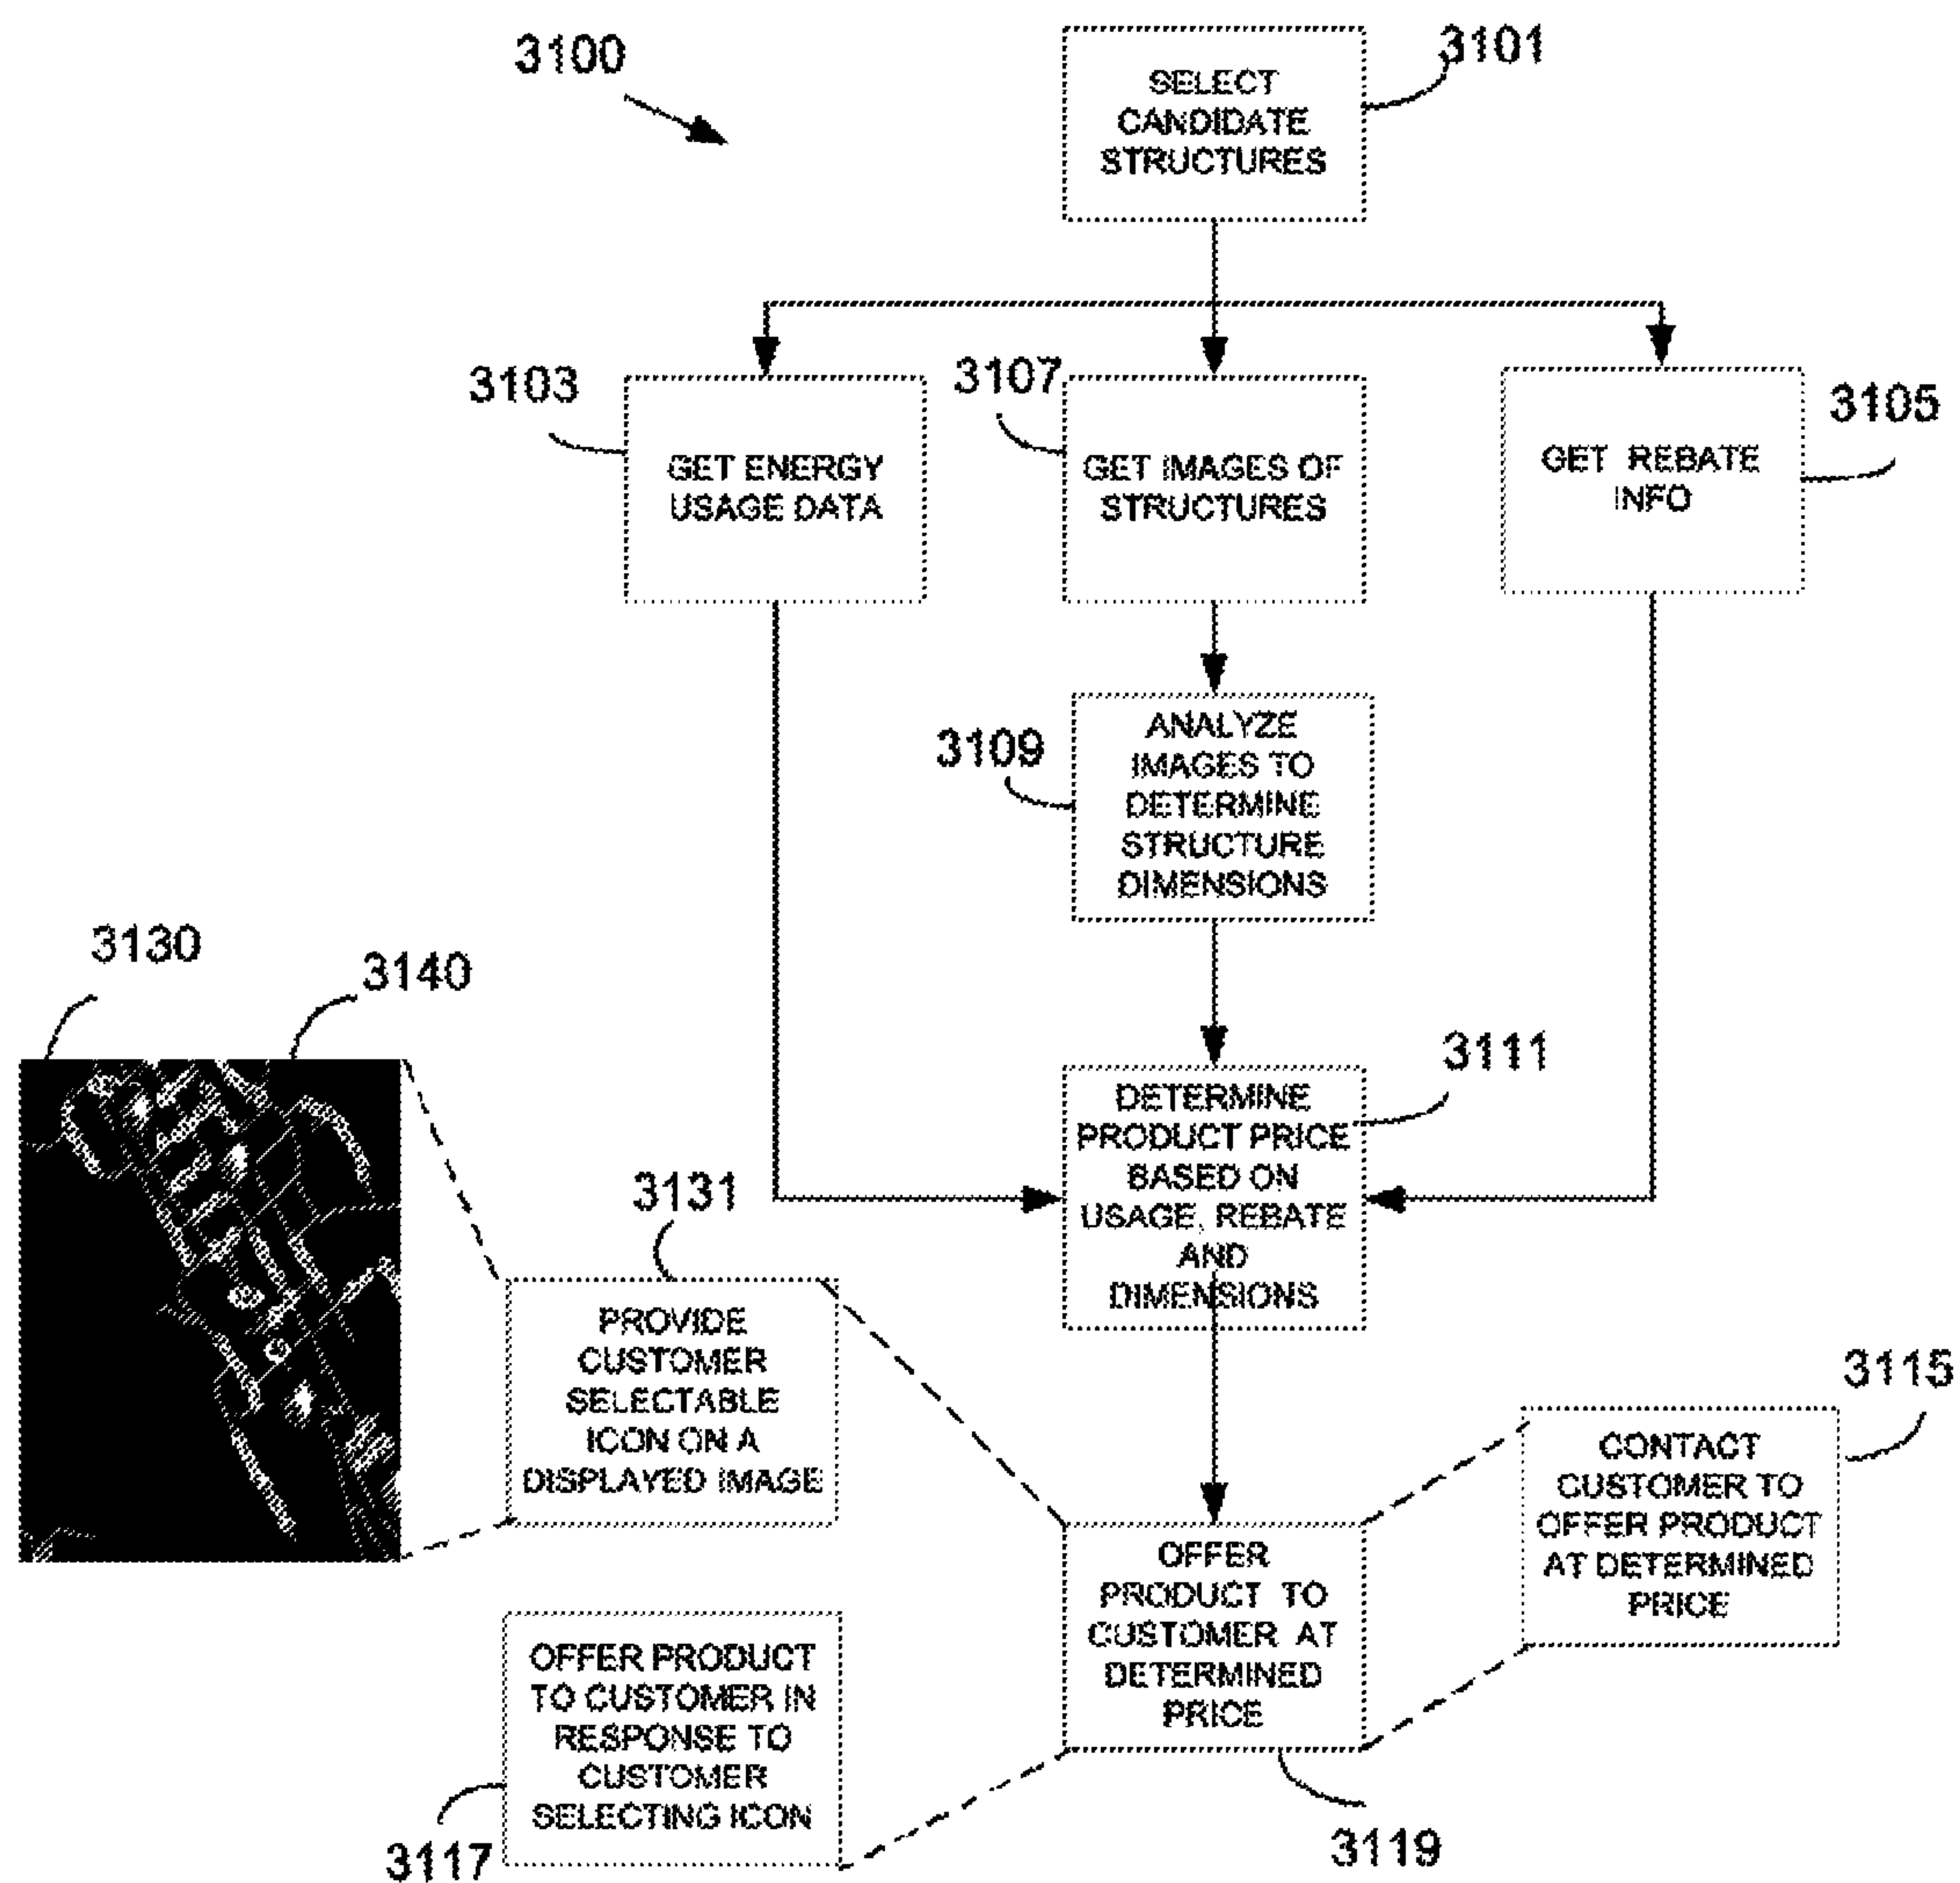 3100
3101
SELECT
CANDIDATE
STRUCTURES
3103
GET ENERGY
USAGE DATA
3107
GET IMAGES OF
STRUCTURES
3105
GET REBATE
INFO
3109
ANALYZE
IMAGES TO
DETERMINE
STRUCTURE
DIMENSIONS
3130
3140
3111
DETERMINE
PRODUCT PRICE
BASED ON
USAGE, REBATE
AND
DIMENSIONS
3131
PROVIDE
CUSTOMER
SELECTABLE
ICON ON A
DISPLAYED IMAGE
3115
CONTACT
CUSTOMER TO
OFFER PRODUCT
AT DETERMINED
PRICE
OFFER
PRODUCT TO
CUSTOMER AT
DETERMINED
PRICE
3119
OFFER PRODUCT
TO CUSTOMER IN
RESPONSE TO
CUSTOMER
SELECTING ICON
3117